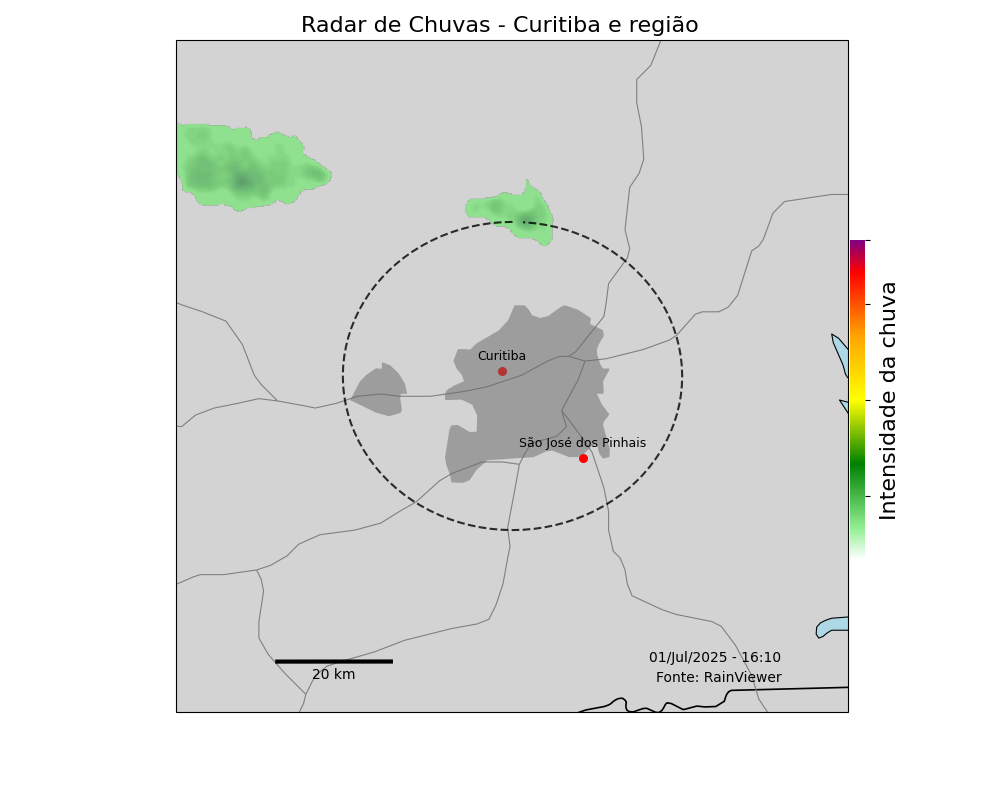 Radar de Chuvas - Curitiba e região
Curitiba
São José dos Pinhais
Intensidade da chuva
20 km
01/Jul/2025 - 16:10
Fonte: RainViewer